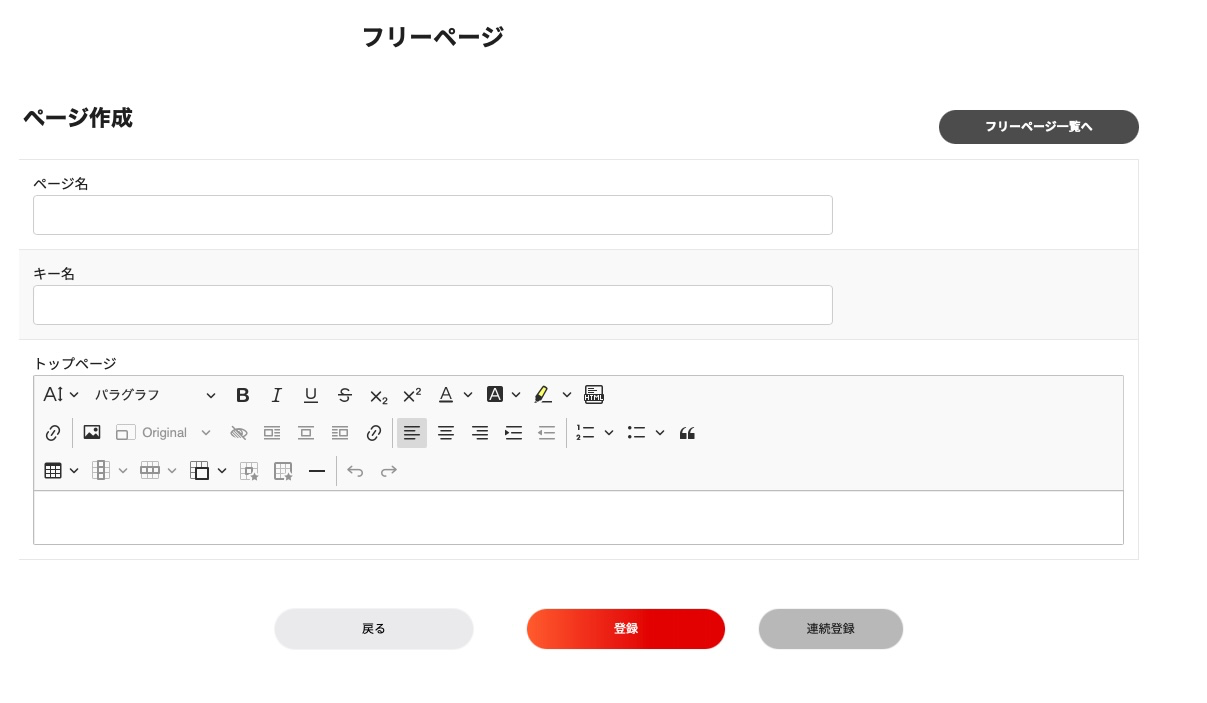 フリーページ
ページ作成
フリーページ一覧へ
ページ名
キー名
トップページ
パラグラフ
Original
戻る
登録
連続登録